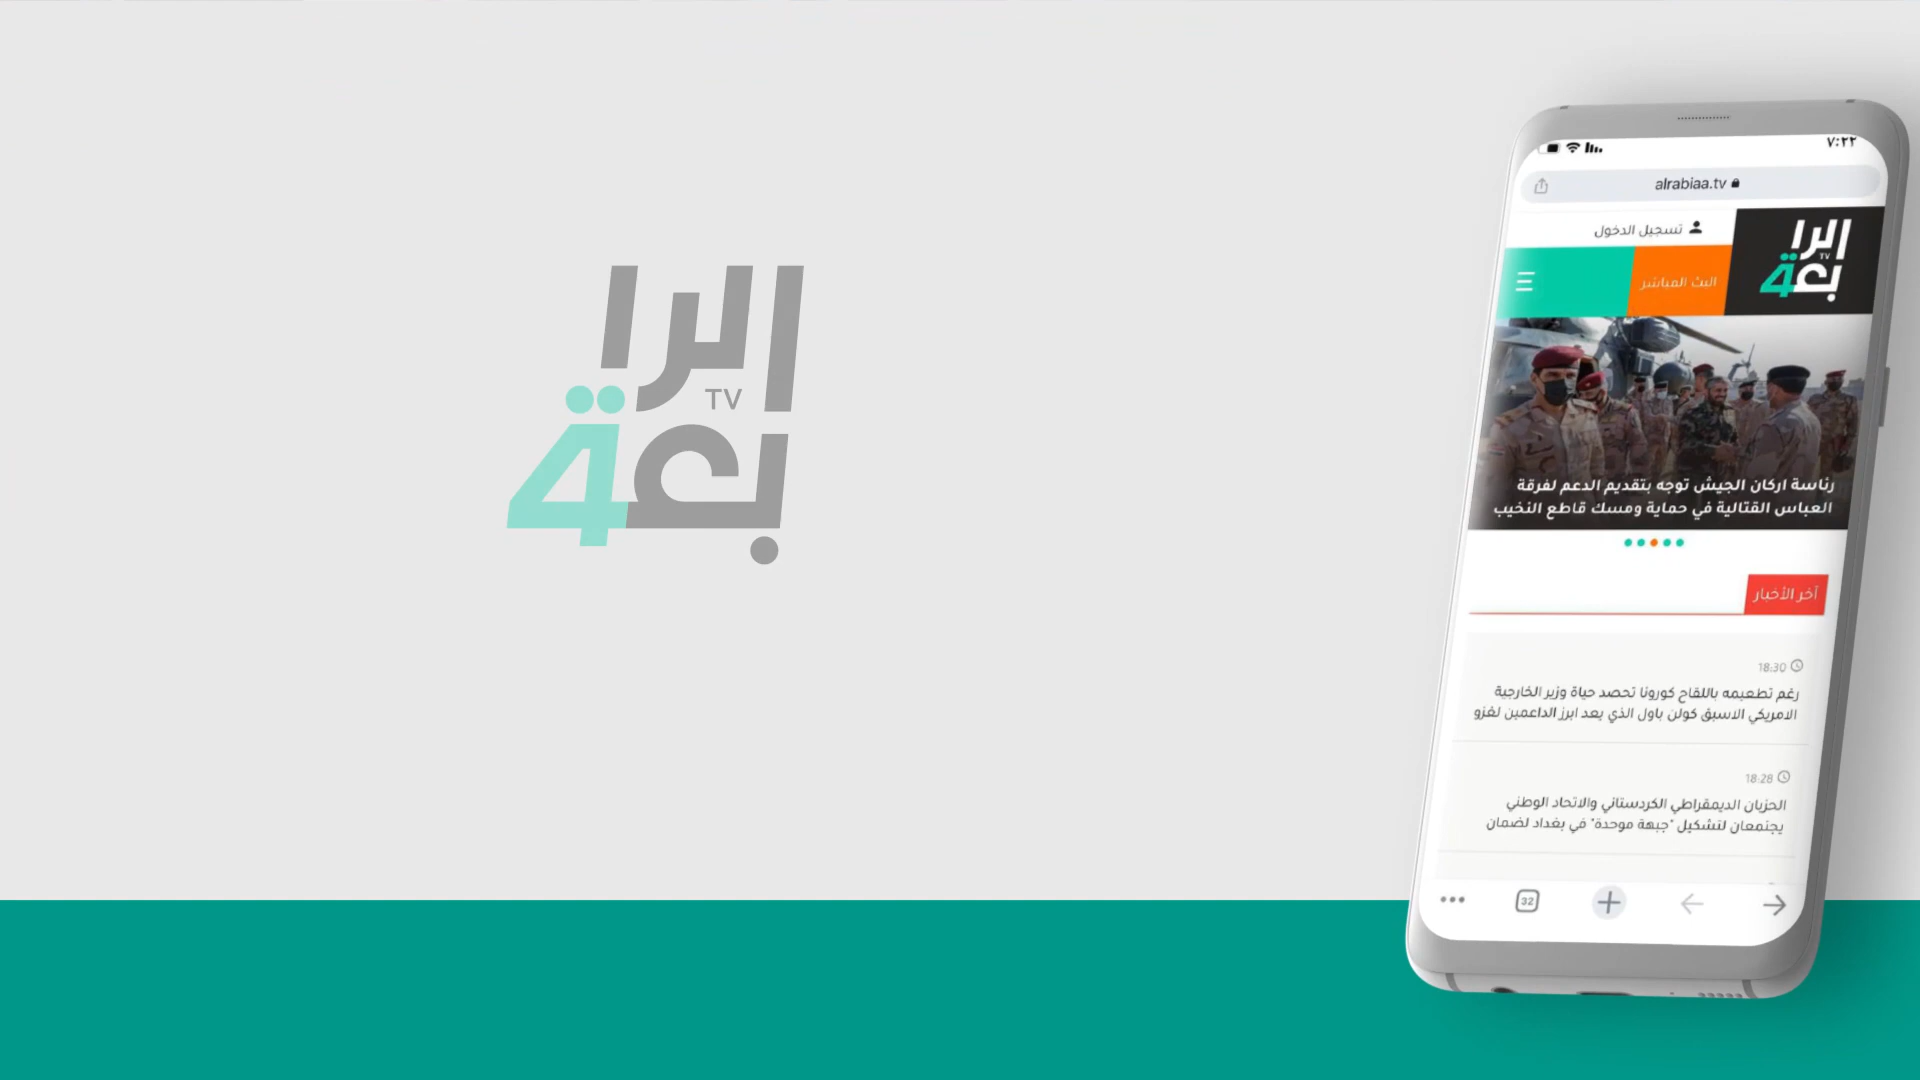 الرا
TV
بعة
٧:٢٢
alrabiaa.tv
تسجيل الدخول
البث المباشر
الرا
TV
بعة
رئاسة اركان الجيش توجه بتقديم الدعم لفرقة
العباس القتالية في حماية ومسك قاطع النخيب
آخر الأخبار
18:30
رغم تطعيمه باللقاح كورونا تحصد حياة وزير الخارجية
الامريكي الاسبق كولن باول الذي يعد ابرز الداعمين لغزو
18:28
الحزبان الديمقراطي الكردستاني والاتحاد الوطني
يجتمعان لتشكيل "جبهة موحدة" في بغداد لضمان
32